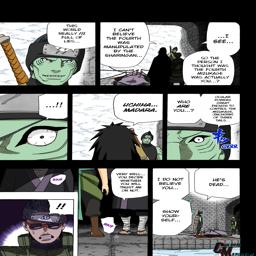 ...I
SEE...
SO THE
PERSON I
THOUGHT WAS
THE FOURTH
MIZUKAGE
WAS ACTUALLY
YOU...?
I CAN'T
BELIEVE
THE FOURTH
WAS
MANIPULATED
BY THE
SHARINGAN...
THIS
WORLD
REALLY IS
FULL OF
LIES...
WHO
ARE
YOU...?
UCHIHA...
MADARA.
...!!
HE'S
DEAD...
I DO NOT
BELIEVE
YOU...
SHOW
YOUR-
SELF...
VERY WELL...
YOU DECIDE
WHETHER
YOU WILL
TRUST ME
OR NOT.
...!!